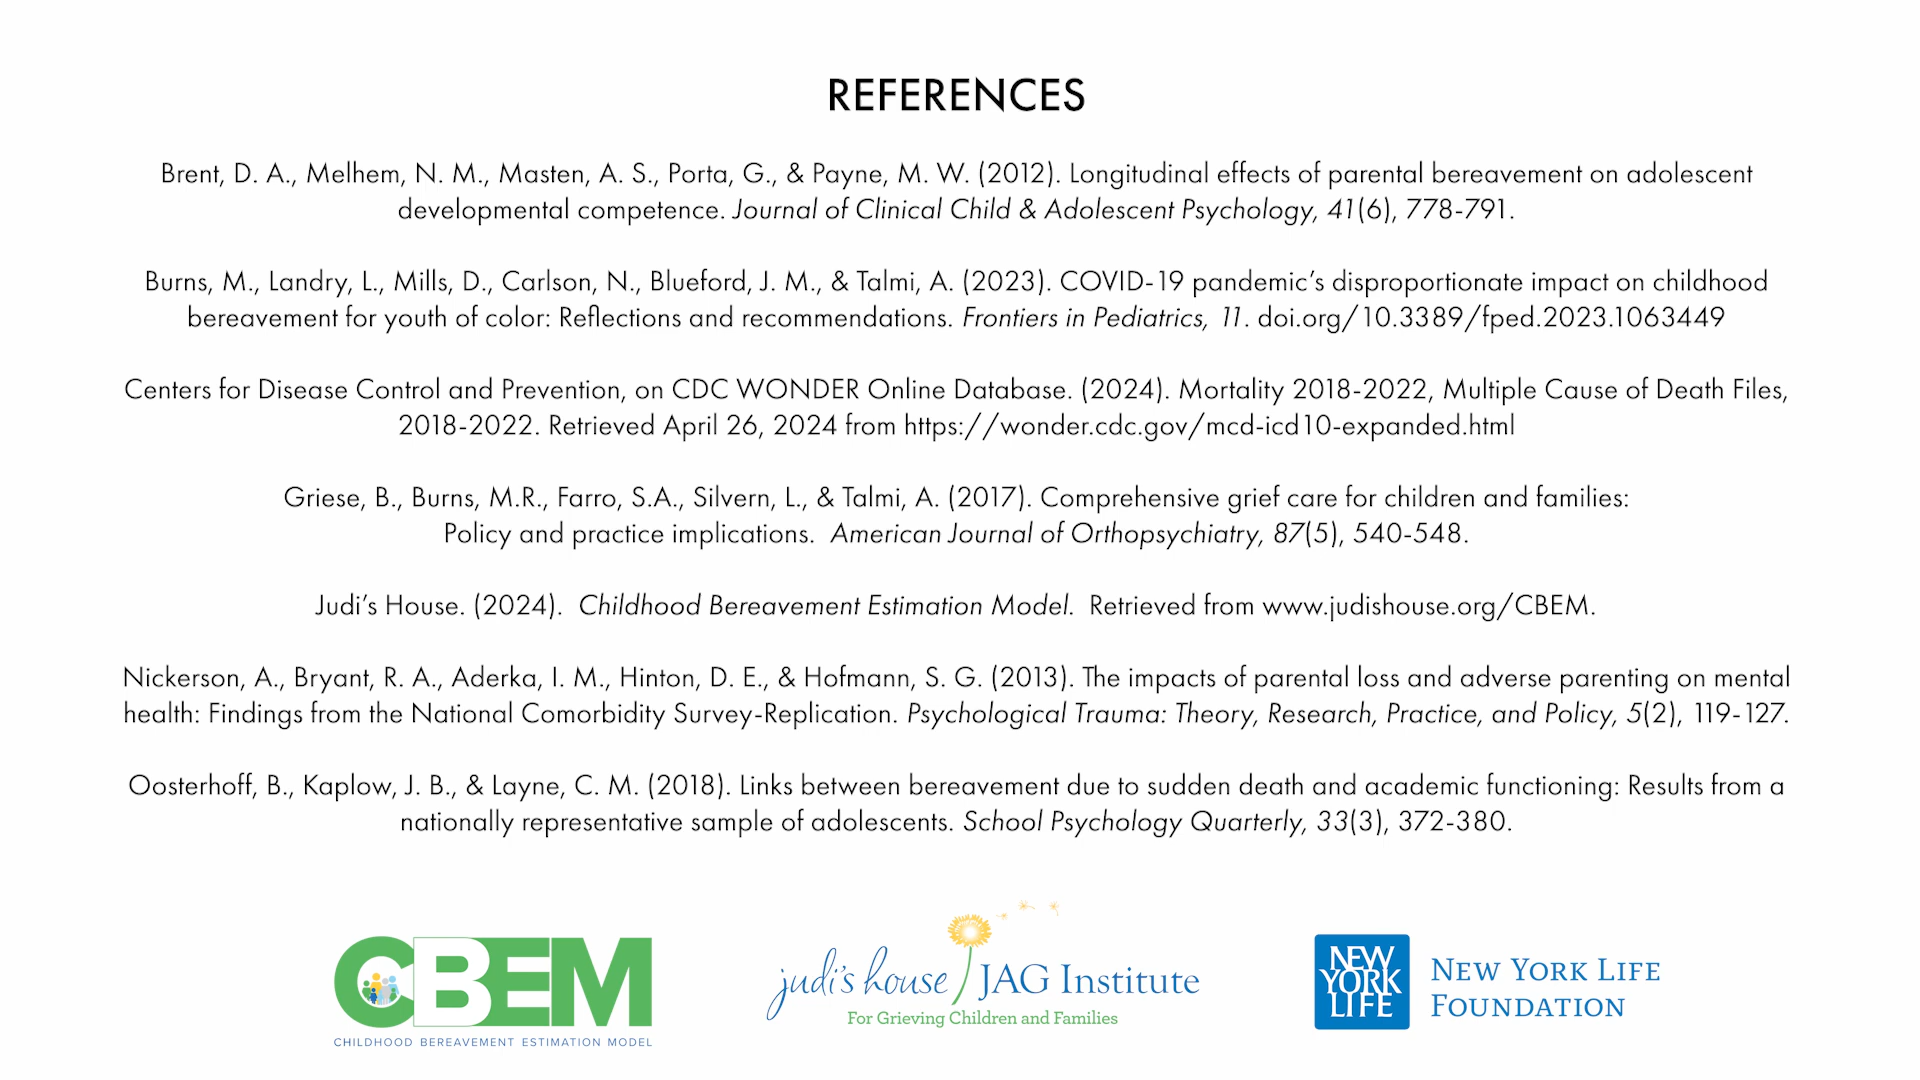 REFERENCES
Brent, D. A., Melhem, N. M., Masten, A. S., Porta, G., & Payne, M. W. (2012). Longitudinal effects of parental bereavement on adolescent
developmental competence. Journal of Clinical Child & Adolescent Psychology, 41(6), 778-791.
Burns, M., Landry, L., Mills, D., Carlson, N., Blueford, J. M., & Talmi, A. (2023). COVID-19 pandemic’s disproportionate impact on childhood
bereavement for youth of color: Reflections and recommendations. Frontiers in Pediatrics, 11. doi.org/10.3389/fped.2023.1063449
Centers for Disease Control and Prevention, on CDC WONDER Online Database. (2024). Mortality 2018-2022, Multiple Cause of Death Files,
2018-2022. Retrieved April 26, 2024 from https://wonder.cdc.gov/mcd-icd10-expanded.html
Griese, B., Burns, M.R., Farro, S.A., Silvern, L., & Talmi, A. (2017). Comprehensive grief care for children and families:
Policy and practice implications. American Journal of Orthopsychiatry, 87(5), 540-548.
Judi’s House. (2024). Childhood Bereavement Estimation Model. Retrieved from www.judishouse.org/CBEM.
Nickerson, A., Bryant, R. A., Aderka, I. M., Hinton, D. E., & Hofmann, S. G. (2013). The impacts of parental loss and adverse parenting on mental
health: Findings from the National Comorbidity Survey-Replication. Psychological Trauma: Theory, Research, Practice, and Policy, 5(2), 119-127.
Oosterhoff, B., Kaplow, J. B., & Layne, C. M. (2018). Links between bereavement due to sudden death and academic functioning: Results from a
nationally representative sample of adolescents. School Psychology Quarterly, 33(3), 372-380.
CBEM
CHILDHOOD BEREAVEMENT ESTIMATION MODEL
judi's house JAG Institute
For Grieving Children and Families
NEW
YORK
LIFE
NEW YORK LIFE
FOUNDATION